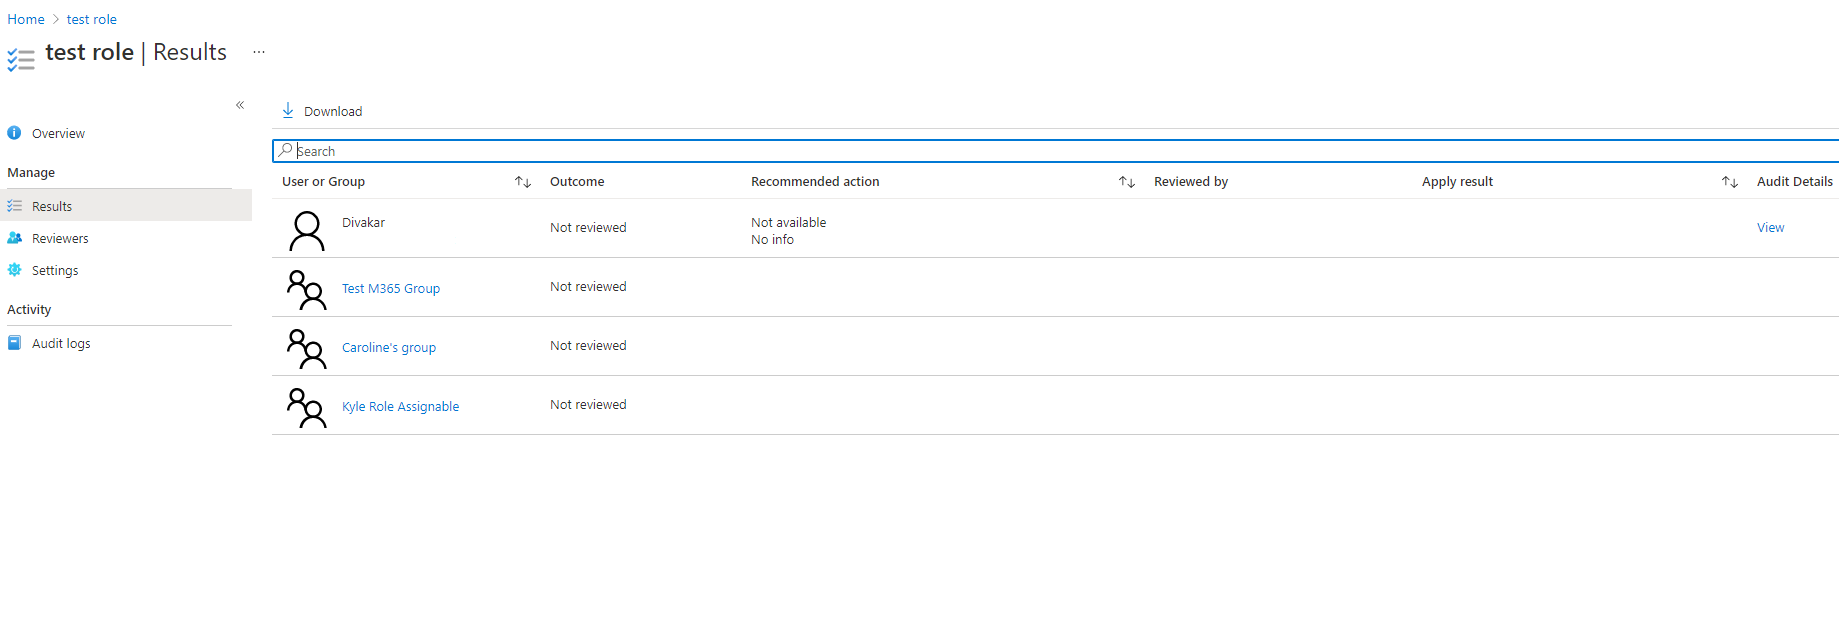 Home > test role
test role | Results ...
«
Overview
Manage
Results
Reviewers
Settings
Activity
Audit logs
Download
Search
User or Group Outcome Recommended action Reviewed by Apply result Audit Details
Divakar Not reviewed Not available View
No info
Test M365 Group Not reviewed
Caroline's group Not reviewed
Kyle Role Assignable Not reviewed